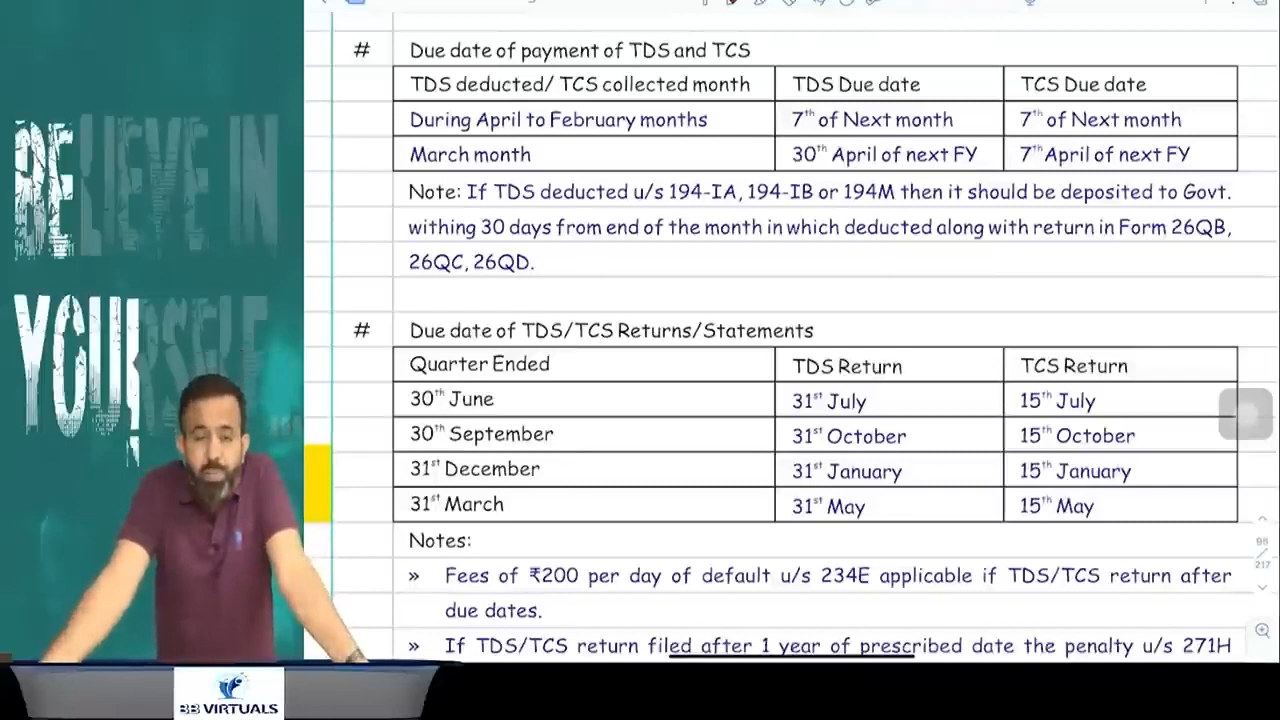 BELIEVE IN
YOURSELF
# Due date of payment of TDS and TCS
TDS deducted/ TCS collected month TDS Due date TCS Due date
During April to February months 7th of Next month 7th of Next month
March month 30th April of next FY 7th April of next FY
Note: If TDS deducted u/s 194-IA, 194-IB or 194M then it should be deposited to Govt.
withing 30 days from end of the month in which deducted along with return in Form 26QB,
26QC, 26QD.
# Due date of TDS/TCS Returns/Statements
Quarter Ended TDS Return TCS Return
30th June 31st July 15th July
30th September 31st October 15th October
31st December 31st January 15th January
31st March 31st May 15th May
Notes:
» Fees of ₹200 per day of default u/s 234E applicable if TDS/TCS return after
due dates.
» If TDS/TCS return filed after 1 year of prescribed date the penalty u/s 271H
98
/
217
BB VIRTUALS